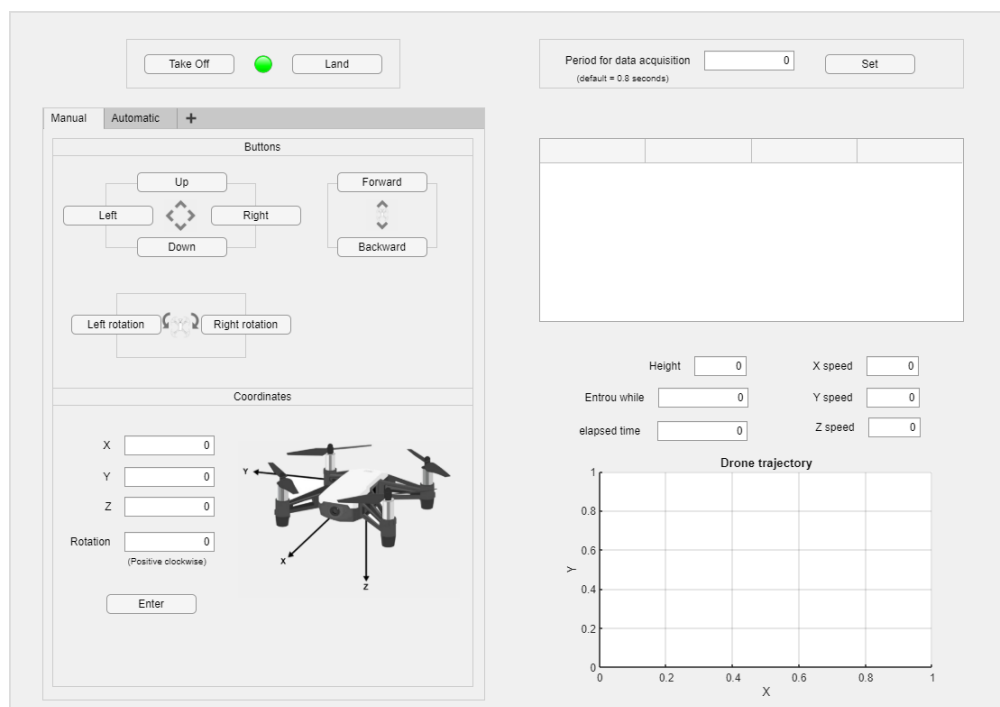 Take Off
Land
Period for data acquisition
0
Set
(default = 0.8 seconds)
Manual
Automatic
+
Buttons
Up
Left
Right
Down
Forward
Backward
Left rotation
Right rotation
Coordinates
X
0
Y
0
Z
0
Rotation
0
(Positive clockwise)
Enter
Y
X
Z
Height
0
X speed
0
Entrou while
0
Y speed
0
elapsed time
0
Z speed
0
Drone trajectory
1
0.8
0.6
0.4
0.2
0
Y
0
0.2
0.4
0.6
0.8
1
X